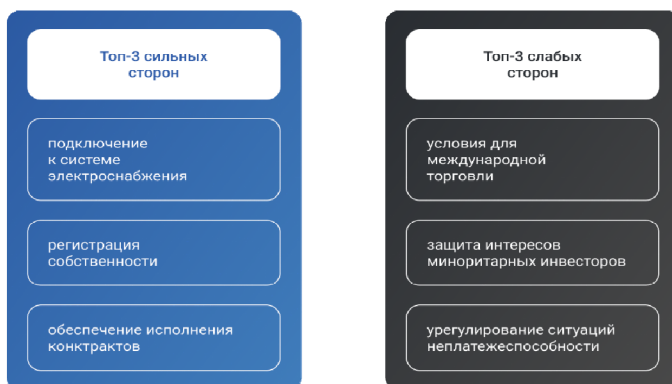 Топ-3 сильных
сторон
подключение
к системе
электроснабжения
регистрация
собственности
обеспечение исполнения
конктрактов
Топ-3 слабых
сторон
условия для
международной
торговли
защита интересов
миноритарных инвесторов
урегулирование ситуаций
неплатежеспособности